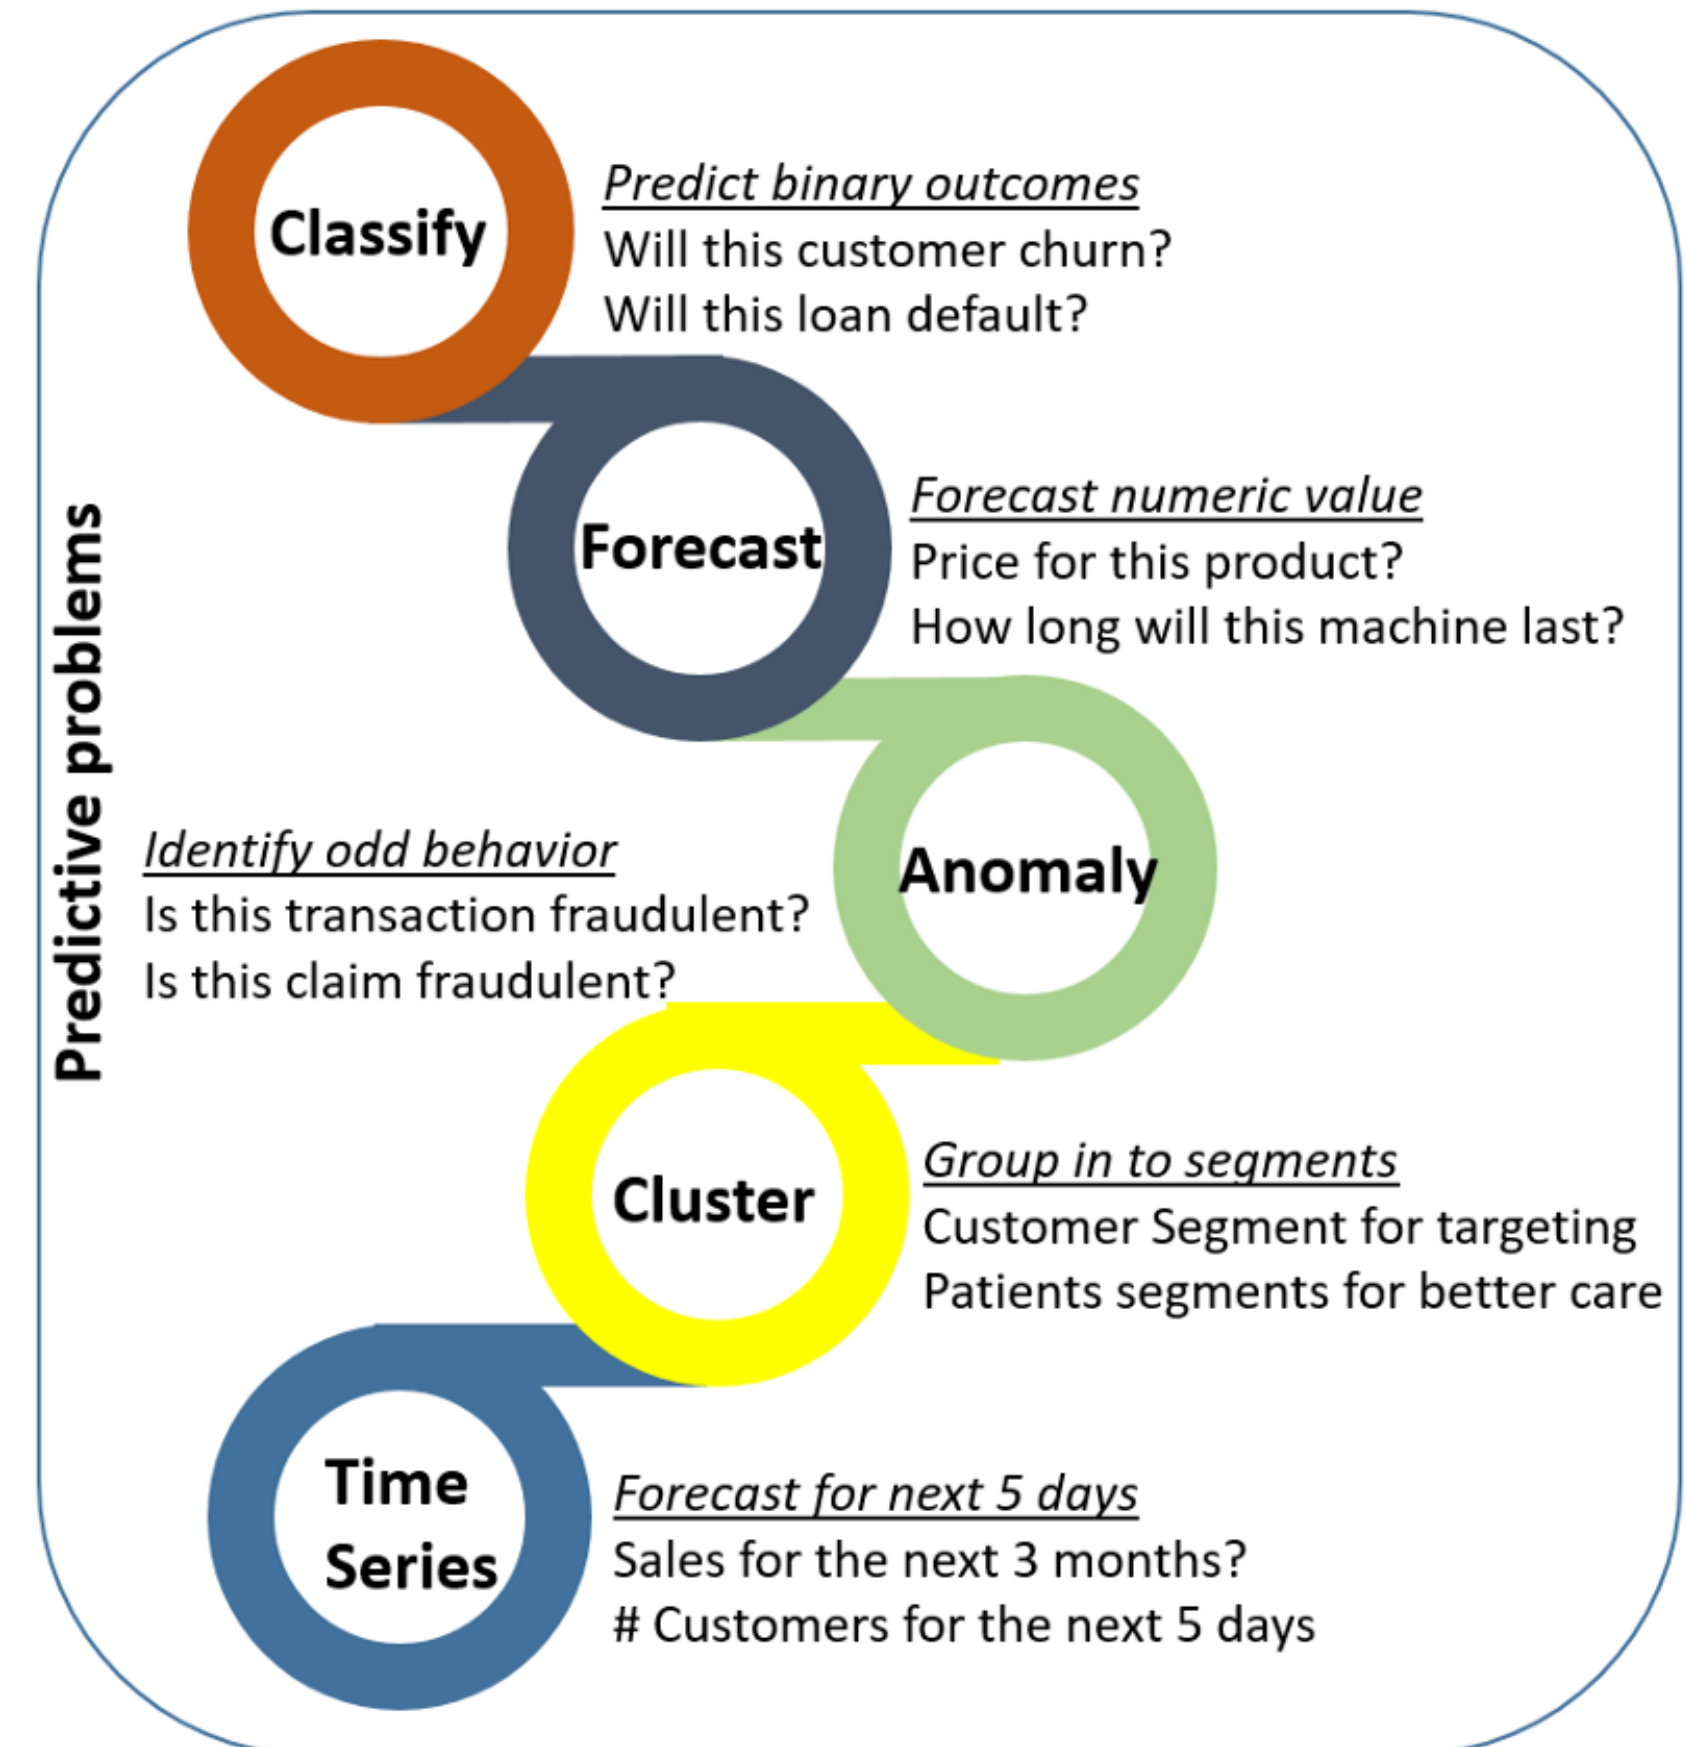 Predictive problems
Classify
Predict binary outcomes
Will this customer churn?
Will this loan default?
Forecast
Forecast numeric value
Price for this product?
How long will this machine last?
Anomaly
Identify odd behavior
Is this transaction fraudulent?
Is this claim fraudulent?
Cluster
Group in to segments
Customer Segment for targeting
Patients segments for better care
Time
Series
Forecast for next 5 days
Sales for the next 3 months?
# Customers for the next 5 days